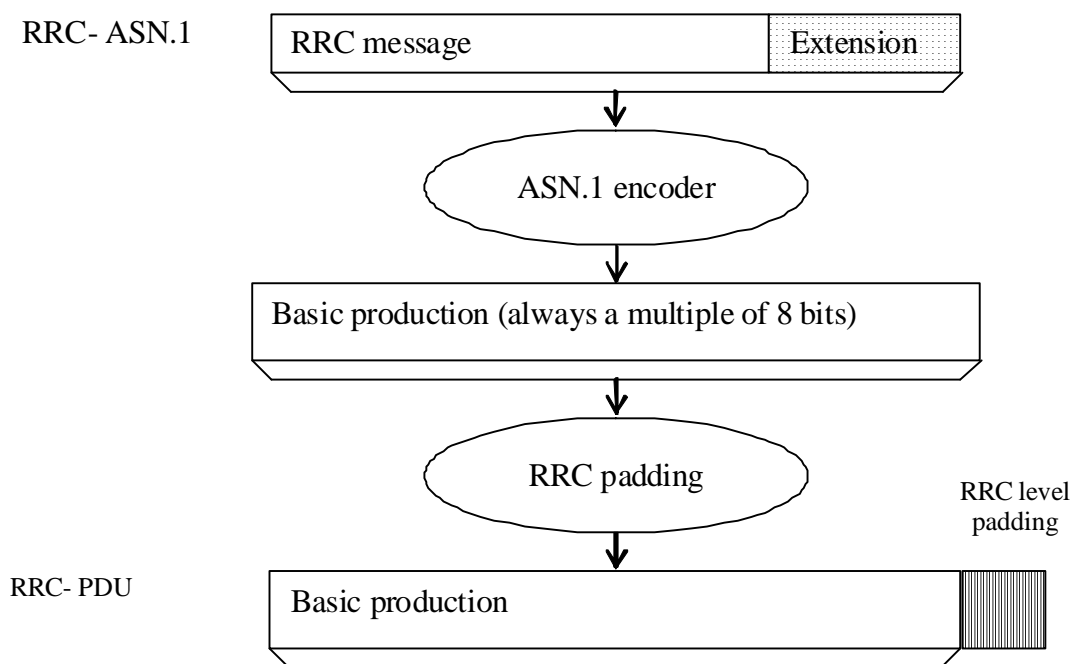 RRC- ASN.1
RRC message
Extension
ASN.1 encoder
Basic production (always a multiple of 8 bits)
RRC padding
RRC level
padding
RRC- PDU
Basic production